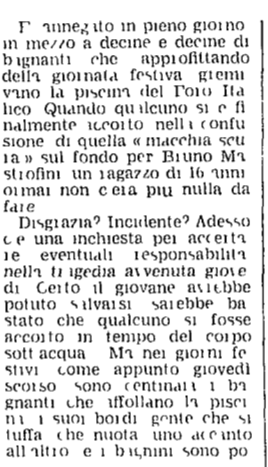 E' annegato in pieno giorno
in mezzo a decine e decine di
bagnanti che approfittando
della giornata festiva gremi
vano la piscina del Foro Ita
lico Quando qualcuno si e fi
nalmente accorto nella confu
sione di quella « macchia scu
ra » sul fondo per Bruno Ma
strofini un ragazzo di 16 anni
ormai non c'era piu nulla da
fare
Disgrazia? Incidente? Adesso
c'e una inchiesta per accerta
re eventuali responsabilita
nella tragedia avvenuta giove
di Certo il giovane avrebbe
potuto salvarsi sarebbe ba
stato che qualcuno si fosse
accorto in tempo del corpo
sott acqua Ma nei giorni fe
stivi come appunto giovedi
scorso sono centinaia i ba
gnanti che affollano la pisci
na i suoi bordi gente che si
tuffa che nuota uno accanto
all'altro e i bagnini sono po